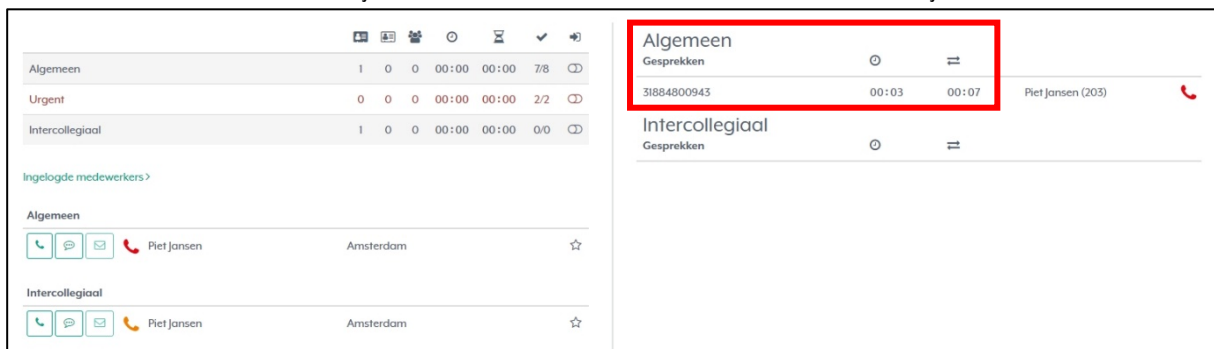 Algemeen 1 0 0 00:00 00:00 7/8
Urgent 0 0 0 00:00 00:00 2/2
Intercollegiaal 1 0 0 00:00 00:00 0/0
Ingelogde medewerkers >
Algemeen
Piet Jansen Amsterdam
Intercollegiaal
Piet Jansen Amsterdam
Algemeen
Gesprekken
31884800943 00:03 00:07 Piet Jansen (203)
Intercollegiaal
Gesprekken